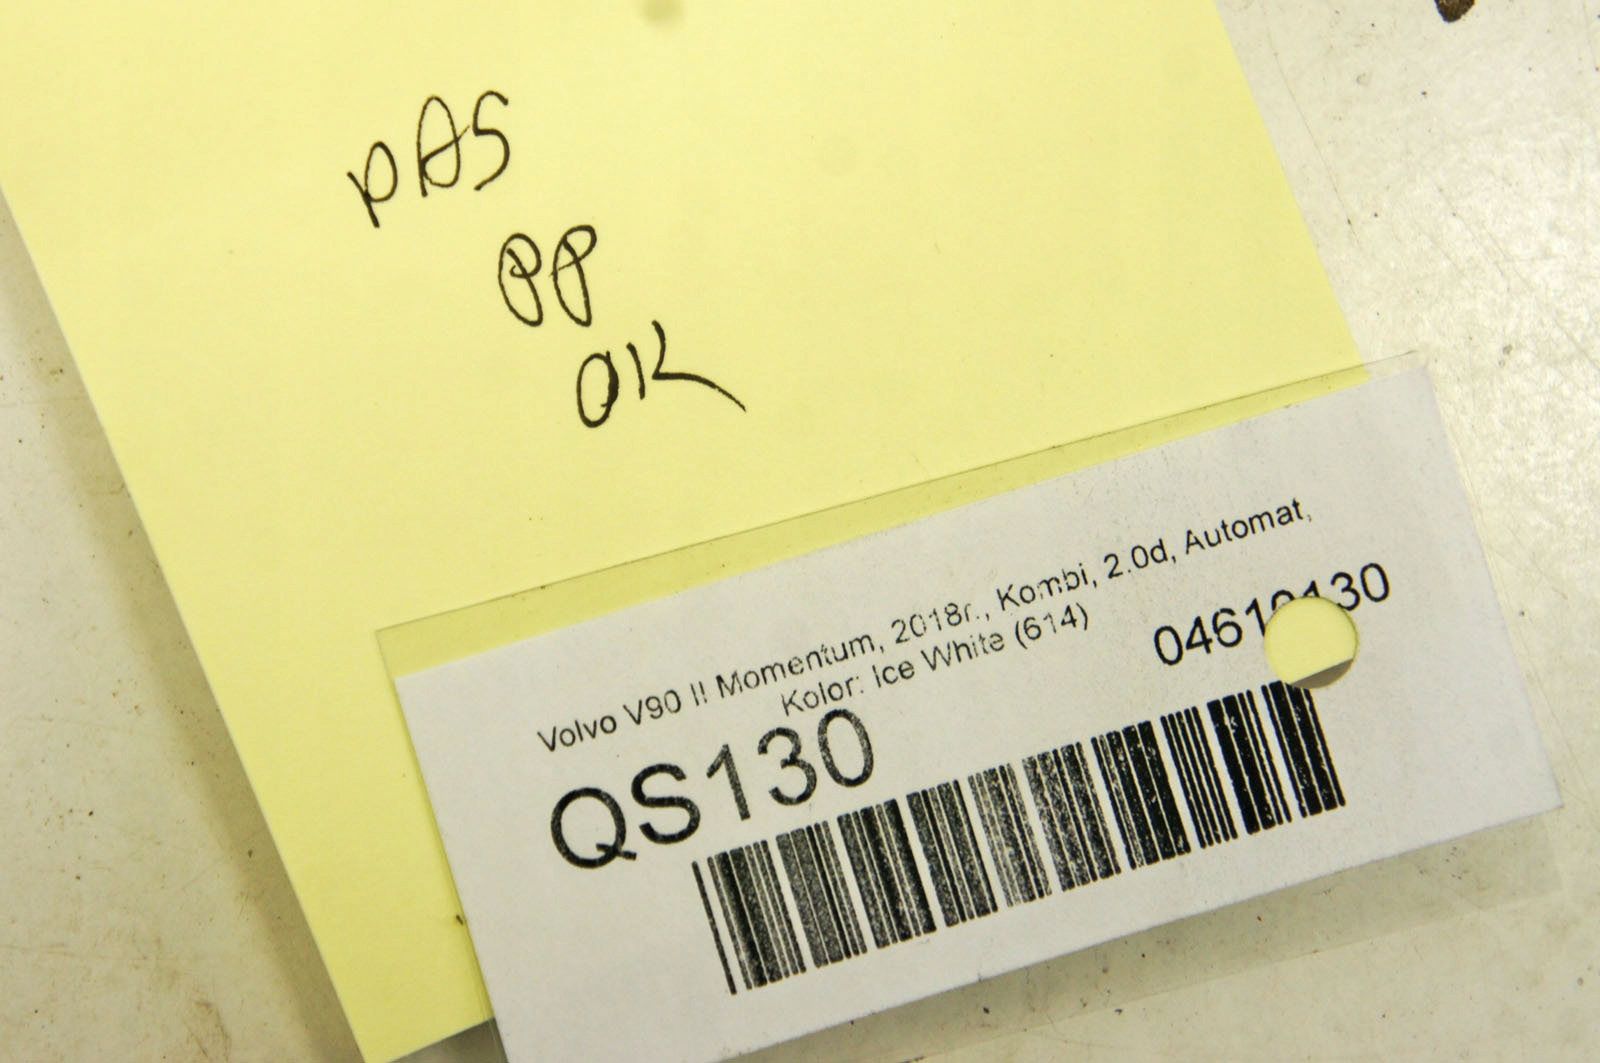 PAS
PP
OK
Volvo V90 II Momentum, 2018r., Kombi, 2.0d, Automat,
Kolor: Ice White (614)
QS130